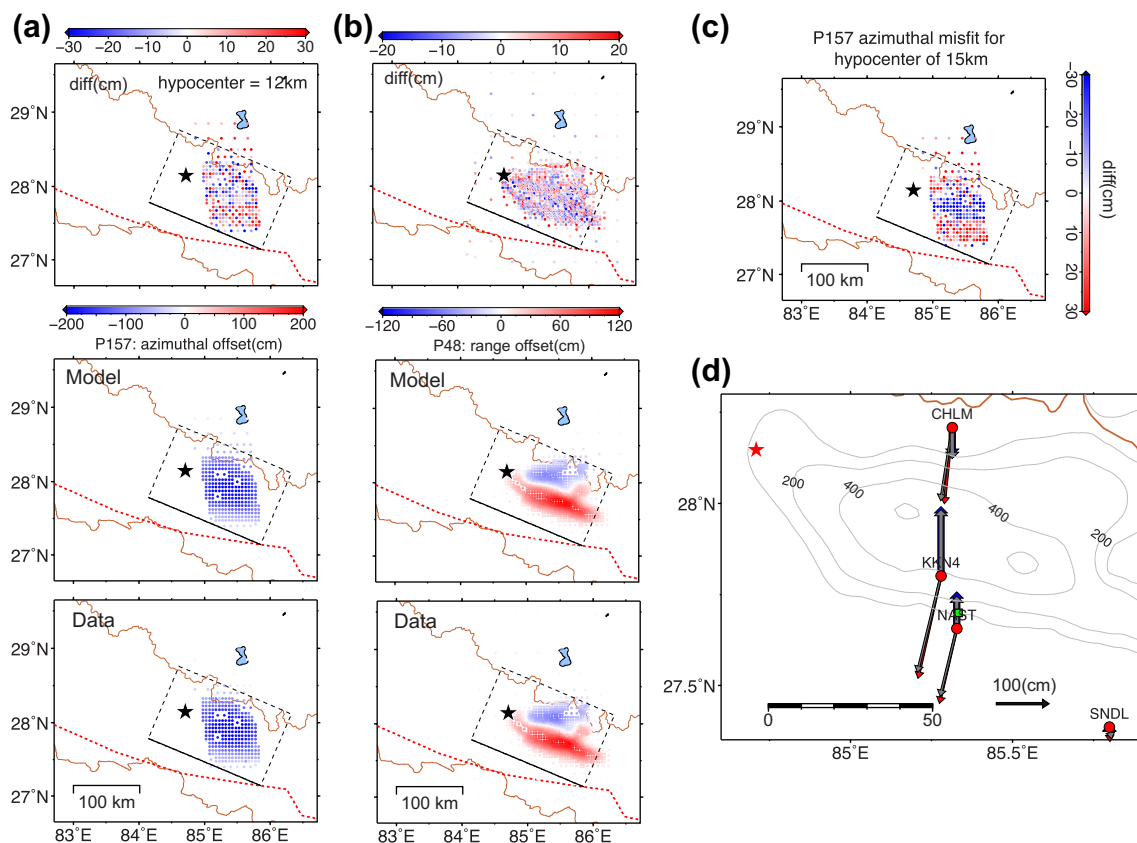 (a)
−30 −20 −10 0 10 20 30
diff(cm) hypocenter = 12km
29°N
28°N
27°N
−200 −100 0 100 200
P157: azimuthal offset(cm)
Model
29°N
28°N
27°N
Data
29°N
28°N
27°N
100 km
83°E 84°E 85°E 86°E
(b)
−20 −10 0 10 20
−120 −60 0 60 120
P48: range offset(cm)
Model
Data
100 km
83°E 84°E 85°E 86°E
(c)
P157 azimuthal misfit for
hypocenter of 15km
29°N
28°N
27°N
100 km
83°E 84°E 85°E 86°E
−30 −20 −10 0 10 20 30
diff(cm)
(d)
CHLM
200
400
28°N
400
200
KKN4
NAST
27.5°N
100(cm)
0 50
SNDL
85°E 85.5°E